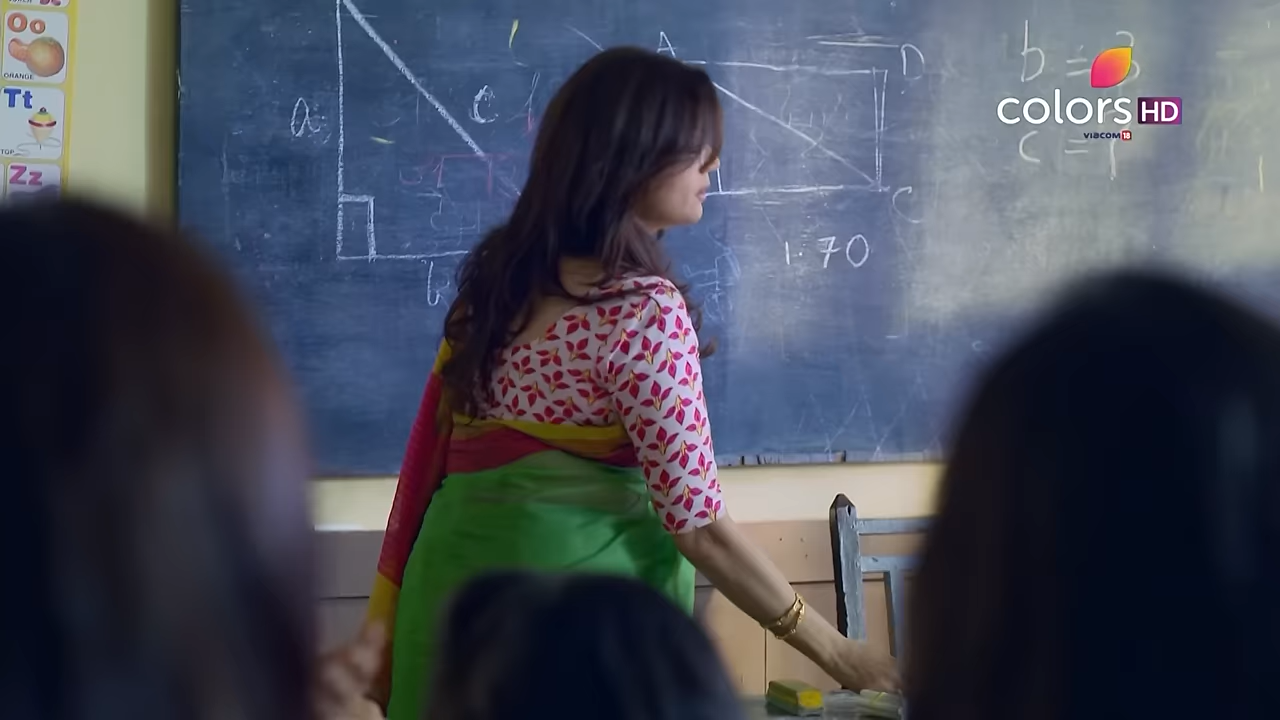 Oo
ORANGE
Tt
TOP
Zz
a
C
A
D
C
1.70
b = 3
c = 1
colors HD
VIACOM 18